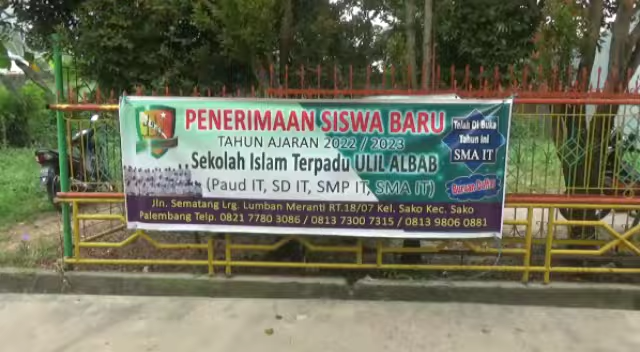 PENERIMAAN SISWA BARU
TAHUN AJARAN 2022 / 2023
Sekolah Islam Terpadu ULIL ALBAB
(Paud IT, SD IT, SMP IT, SMA IT)
Jln. Sematang Lrg. Lumban Meranti RT.18/07 Kel. Sako Kec. Sako
Palembang Telp. 0821 7780 3086 / 0813 7300 7315 / 0813 9806 0881
Telah Di Buka
Tahun ini
SMA IT
Buruan Daftar